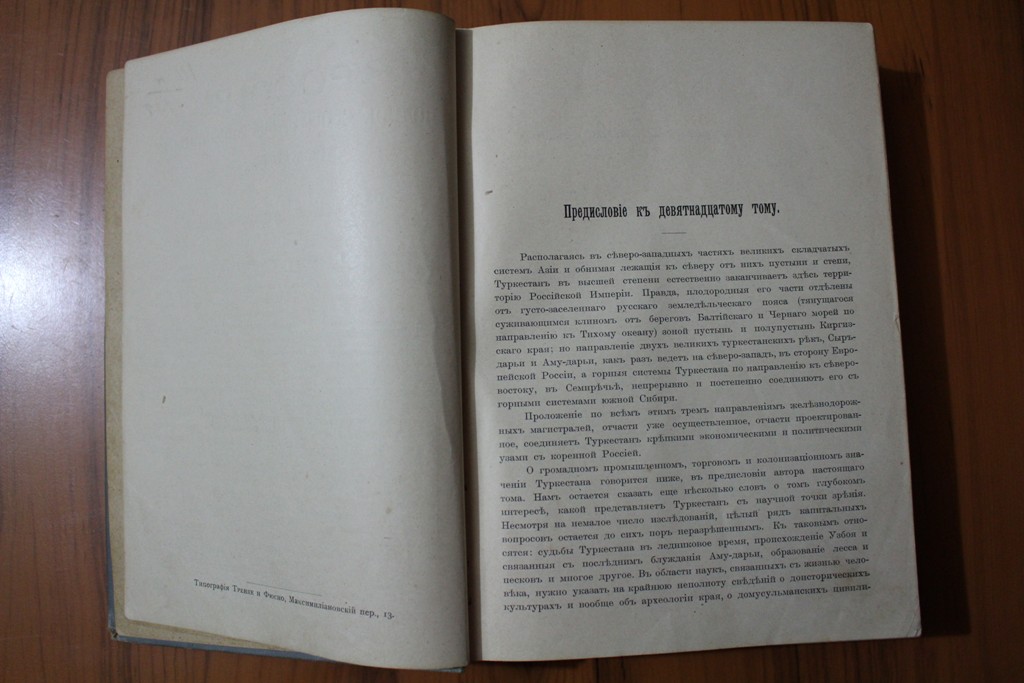 Типографія Тренке и Фюсно, Максимиліановскій пер., 13.
Предисловіе къ девятнадцатому тому.
Располагаясь въ сѣверо-западныхъ частяхъ великихъ складчатыхъ
системъ Азіи и обнимая лежащія къ сѣверу отъ нихъ пустыни и степи,
Туркестанъ въ высшей степени естественно заканчиваетъ здѣсь терри-
торію Россійской Имперіи. Правда, плодородныя его части отдѣлены
отъ густо-заселеннаго русскаго земледѣльческаго пояса (тянущагося
суживающимся клиномъ отъ береговъ Балтійскаго и Чернаго морей по
направленію къ Тихому океану) зоной пустынь и полупустынь Киргиз-
скаго края; но направленіе двухъ великихъ туркестанскихъ рѣкъ, Сыръ-
дарьи и Аму-дарьи, какъ разъ ведетъ на сѣверо-западъ, въ сторону Евро-
пейской Россіи, а горныя системы Туркестана по направленію къ сѣверо-
востоку, въ Семирѣчьѣ, непрерывно и постепенно соединяютъ его съ
горными системами южной Сибири.
Проложеніе по всѣмъ этимъ тремъ направленіямъ желѣзнодорож-
ныхъ магистралей, отчасти уже осуществленное, отчасти проектирован-
ное, соединяетъ Туркестанъ крѣпкими экономическими и политическими
узами съ коренной Россіей.
О громадномъ промышленномъ, торговомъ и колонизаціонномъ зна-
ченіи Туркестана говорится ниже, въ предисловіи автора настоящаго
тома. Намъ остается сказать еще нѣсколько словъ о томъ глубокомъ
интересѣ, какой представляетъ Туркестанъ съ научной точки зрѣнія.
Несмотря на немалое число изслѣдованій, цѣлый рядъ капитальныхъ
вопросовъ остается до сихъ поръ неразрѣшеннымъ. Къ таковымъ отно-
сятся: судьбы Туркестана въ ледниковое время, происхожденіе Узбоя и
связанныя съ послѣднимъ блужданія Аму-дарьи, образованіе лесса и
песковъ и многое другое. Въ области наукъ, связанныхъ съ жизнью чело-
вѣка, нужно указать на крайнюю неполноту свѣдѣній о доисторическихъ
культурахъ и вообще объ археологіи края, о домусульманскихъ цивили-